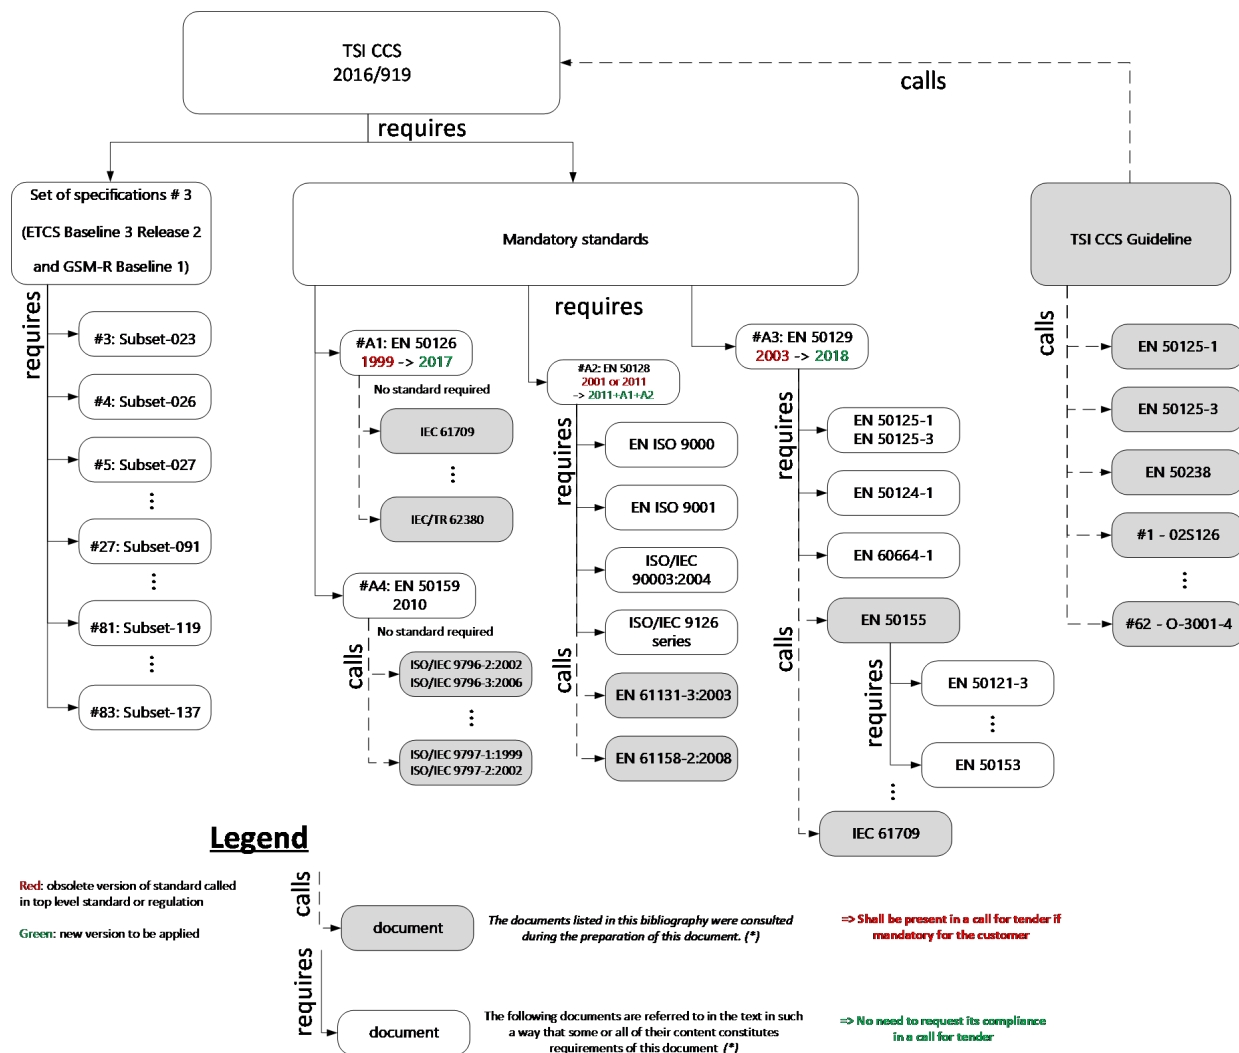 TSI CCS
2016/919
calls
requires
Set of specifications # 3
(ETCS Baseline 3 Release 2
and GSM-R Baseline 1)
Mandatory standards
TSI CCS Guideline
requires
#3: Subset-023
#4: Subset-026
#5: Subset-027
...
#27: Subset-091
...
#81: Subset-119
...
#83: Subset-137
requires
#A1: EN 50126
1999 -> 2017
No standard required
IEC 61709
...
IEC/TR 62380
#A4: EN 50159
2010
No standard required
calls
ISO/IEC 9796-2:2002
ISO/IEC 9796-3:2006
...
ISO/IEC 9797-1:1999
ISO/IEC 9797-2:2002
#A2: EN 50128
2001 or 2011
-> 2011+A1+A2
requires
EN ISO 9000
EN ISO 9001
ISO/IEC
90003:2004
ISO/IEC 9126
series
calls
EN 61131-3:2003
EN 61158-2:2008
#A3: EN 50129
2003 -> 2018
requires
EN 50125-1
EN 50125-3
EN 50124-1
EN 60664-1
calls
EN 50155
requires
EN 50121-3
...
EN 50153
...
IEC 61709
calls
EN 50125-1
EN 50125-3
EN 50238
#1 - 02S126
...
#62 - O-3001-4
Legend
Red: obsolete version of standard called
in top level standard or regulation
Green: new version to be applied
calls
document
The documents listed in this bibliography were consulted
during the preparation of this document. (*)
=> Shall be present in a call for tender if
mandatory for the customer
requires
document
The following documents are referred to in the text in such
a way that some or all of their content constitutes
requirements of this document (*)
=> No need to request its compliance
in a call for tender